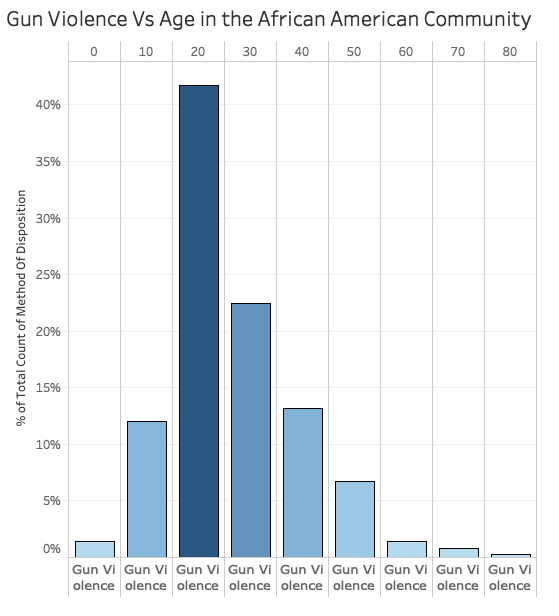 Gun Violence Vs Age in the African American Community
0 10 20 30 40 50 60 70 80
% of Total Count of Method Of Disposition
40%
35%
30%
25%
20%
15%
10%
5%
0%
Gun Vi Gun Vi Gun Vi Gun Vi Gun Vi Gun Vi Gun Vi Gun Vi Gun Vi
olence olence olence olence olence olence olence olence olence